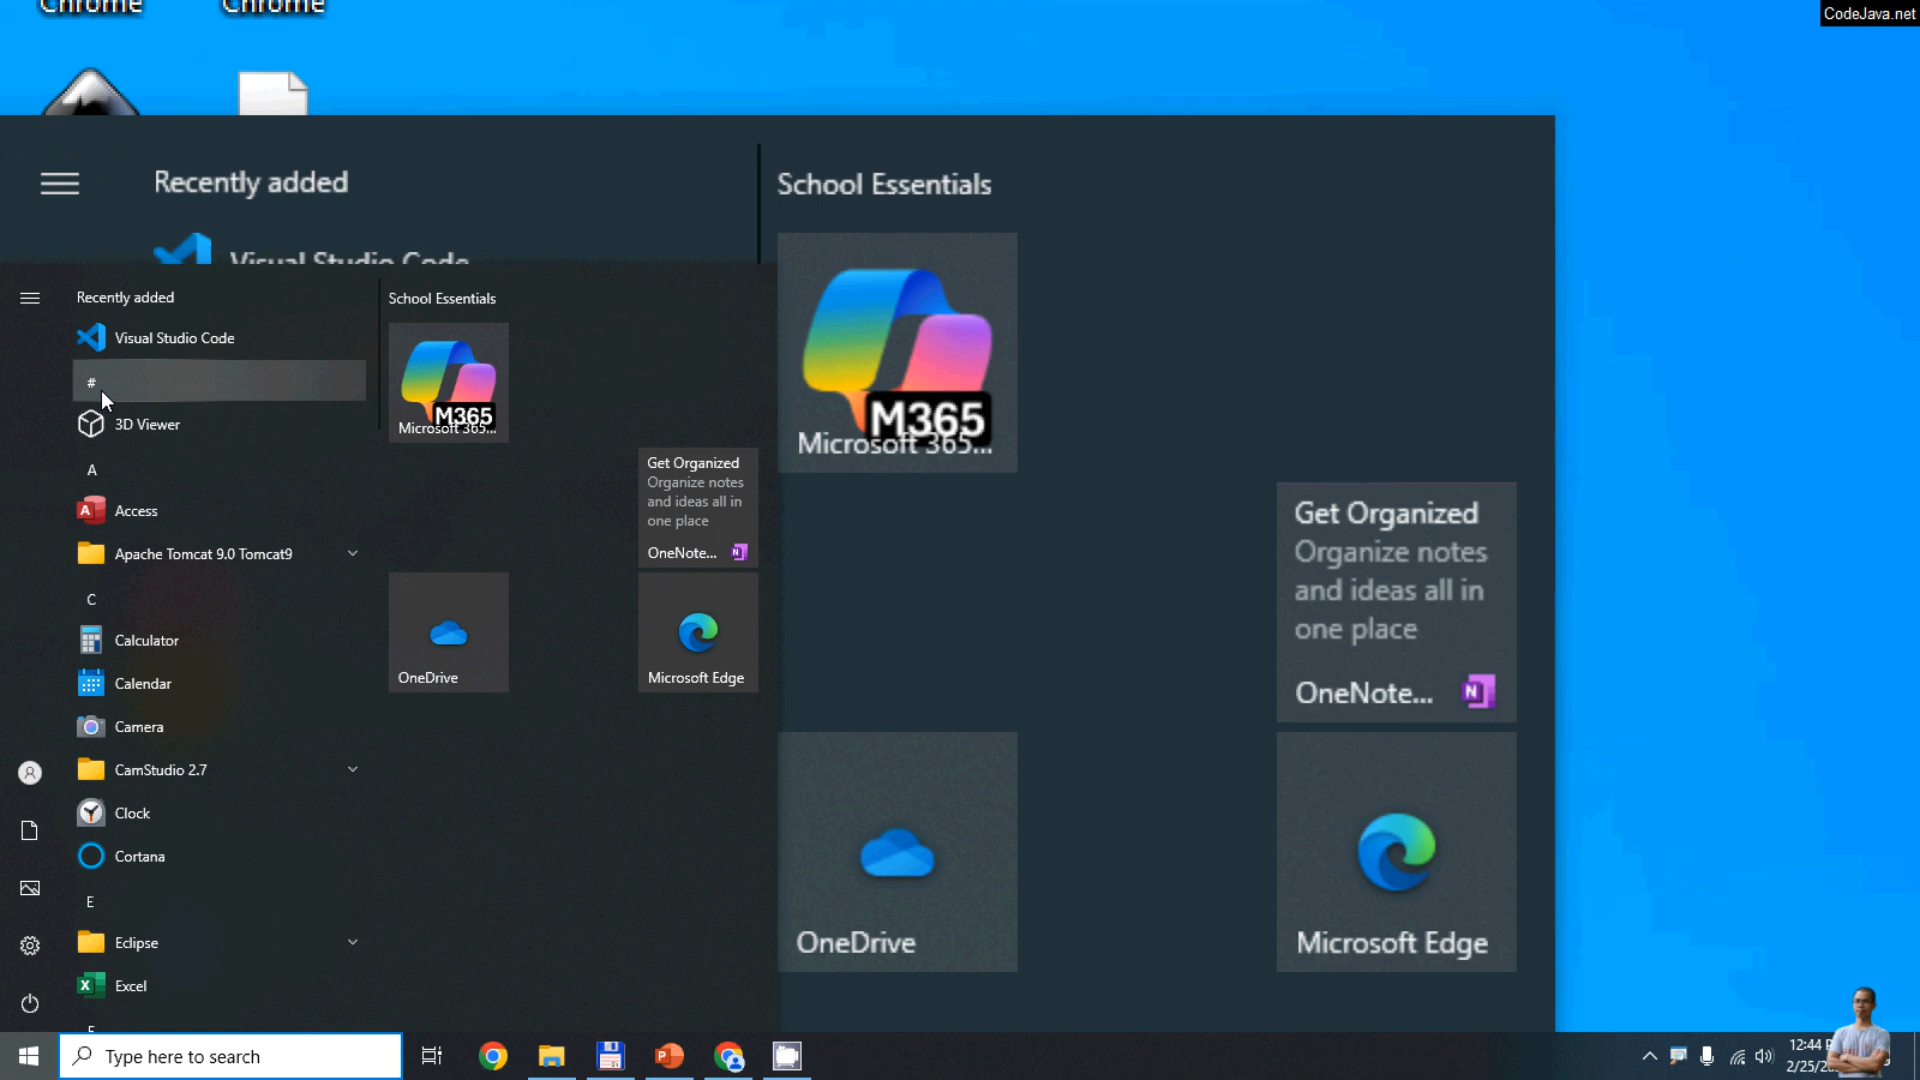 Chrome
Chrome
CodeJava.net
Recently added
School Essentials
Visual Studio Code
Microsoft 365...
M365
Get Organized
Organize notes
and ideas all in
one place
OneNote...
OneDrive
Microsoft Edge
Recently added
Visual Studio Code
#
3D Viewer
A
Access
Apache Tomcat 9.0 Tomcat9
C
Calculator
Calendar
Camera
CamStudio 2.7
Clock
Cortana
E
Eclipse
Excel
School Essentials
M365
Microsoft 365...
Get Organized
Organize notes
and ideas all in
one place
OneNote...
OneDrive
Microsoft Edge
Type here to search
12:44
2/25/